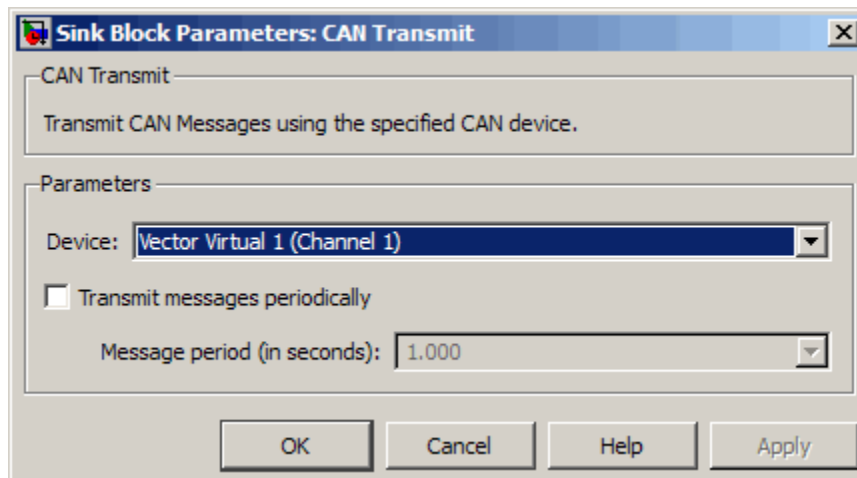 Sink Block Parameters: CAN Transmit
CAN Transmit
Transmit CAN Messages using the specified CAN device.
Parameters
Device: Vector Virtual 1 (Channel 1)
Transmit messages periodically
Message period (in seconds): 1.000
OK Cancel Help Apply